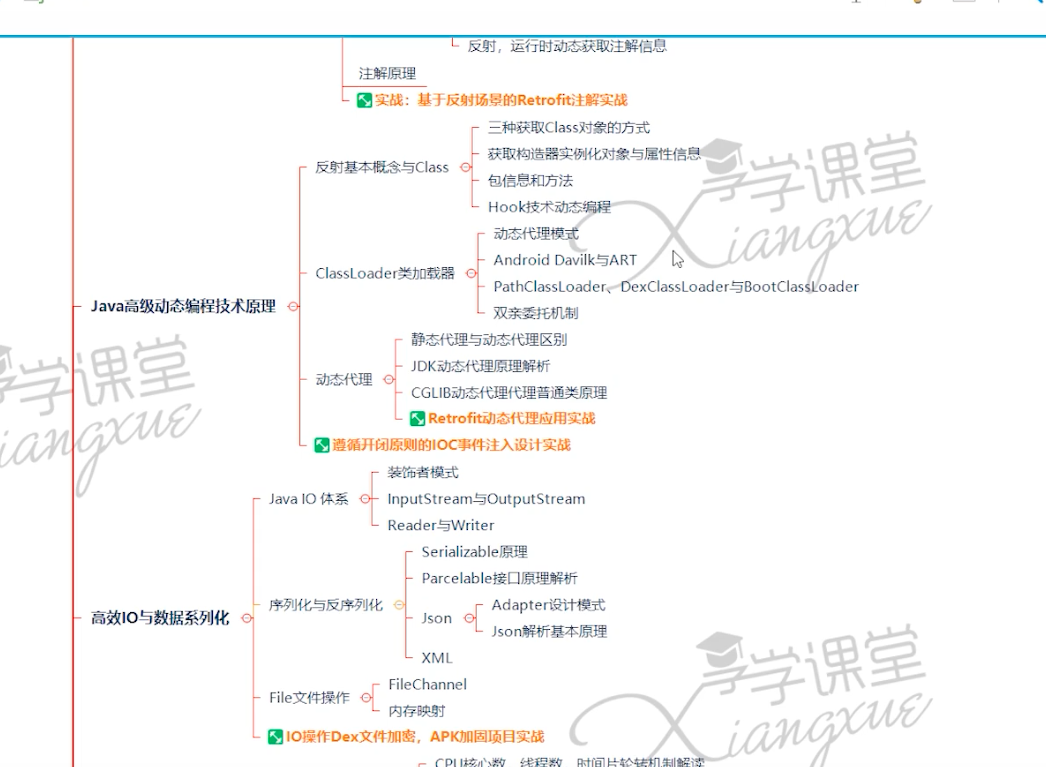 反射，运行时动态获取注解信息
注解原理
实战：基于反射场景的Retrofit注解实战
三种获取Class对象的方式
反射基本概念与Class
获取构造器实例化对象与属性信息
包信息和方法
Hook技术动态编程
动态代理模式
ClassLoader类加载器
Android Davilk与ART
PathClassLoader、DexClassLoader与BootClassLoader
双亲委托机制
Java高级动态编程技术原理
静态代理与动态代理区别
JDK动态代理原理解析
动态代理
CGLIB动态代理代理普通类原理
Retrofit动态代理应用实战
遵循开闭原则的IOC事件注入设计实战
装饰者模式
Java IO 体系
InputStream与OutputStream
Reader与Writer
Serializable原理
Parcelable接口原理解析
序列化与反序列化
Adapter设计模式
Json
Json解析基本原理
XML
高效IO与数据系列化
FileChannel
File文件操作
内存映射
IO操作Dex文件加密，APK加固项目实战
CPU核心数，线程数，时间片轮转机制解读
享学课堂
Xiangxue
享学课堂
iangxue
享学课堂
Xiangxue